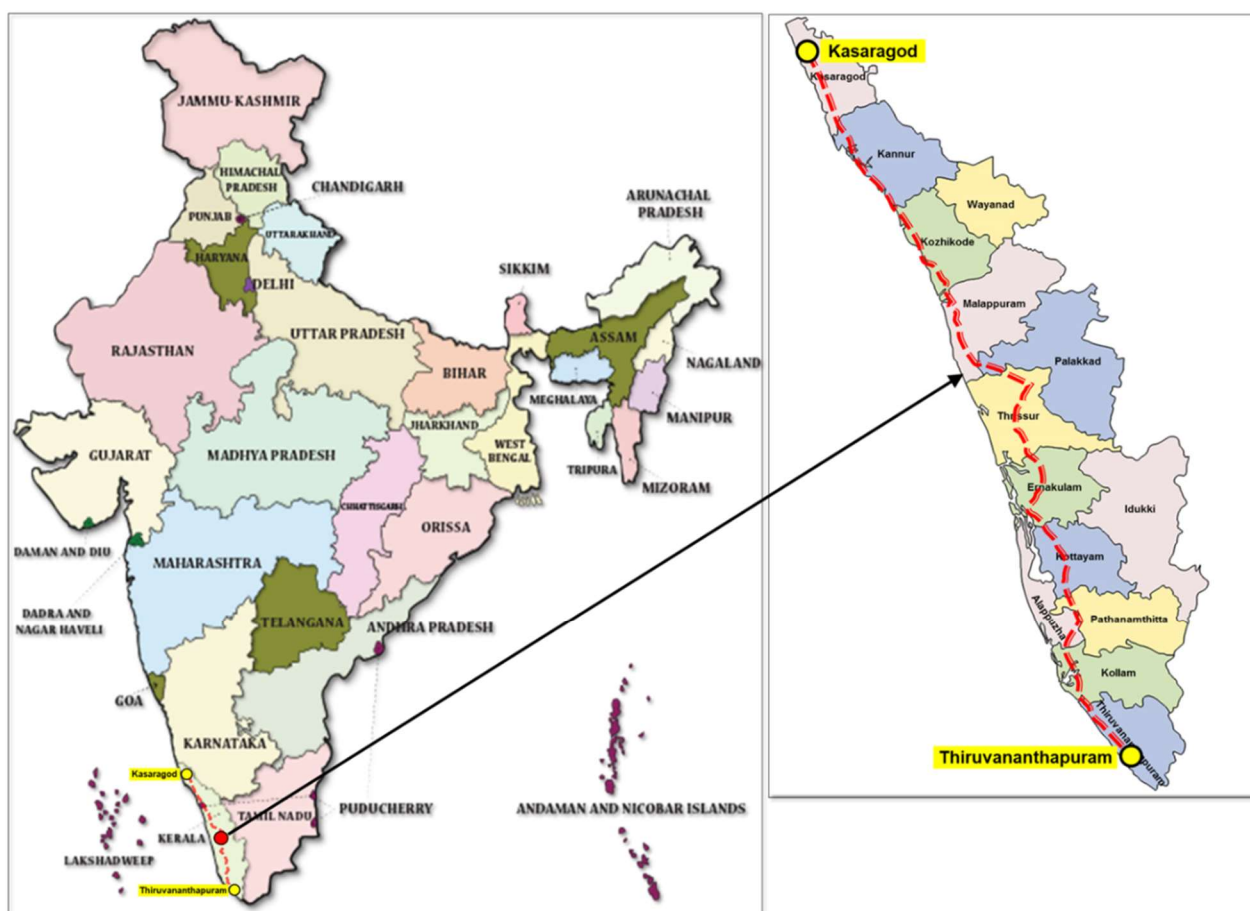 JAMMU-KASHMIR
HIMACHAL
PRADESH
CHANDIGARH
PUNJAB
UTTARAKHAND
HARYANA
DELHI
ARUNACHAL
PRADESH
SIKKIM
RAJASTHAN
UTTAR PRADESH
ASSAM
NAGALAND
BIHAR
MEGHALAYA
MANIPUR
JHARKHAND
WEST
BENGAL
TRIPURA
MIZORAM
GUJARAT
MADHYA PRADESH
CHHATTISGARH
ORISSA
DAMAN AND DIU
MAHARASHTRA
DADRA AND
NAGAR HAVELI
TELANGANA
ANDHRA PRADESH
GOA
KARNATAKA
Kasaragod
PUDUCHERRY
ANDAMAN AND NICOBAR ISLANDS
TAMIL NADU
KERALA
LAKSHADWEEP
Thiruvananthapuram
Kasaragod
Kasaragod
Kannur
Wayanad
Kozhikode
Malappuram
Palakkad
Thrissur
Ernakulam
Idukki
Kottayam
Alappuzha
Pathanamthitta
Kollam
Thiruvananthapuram
Thiruvananthapuram